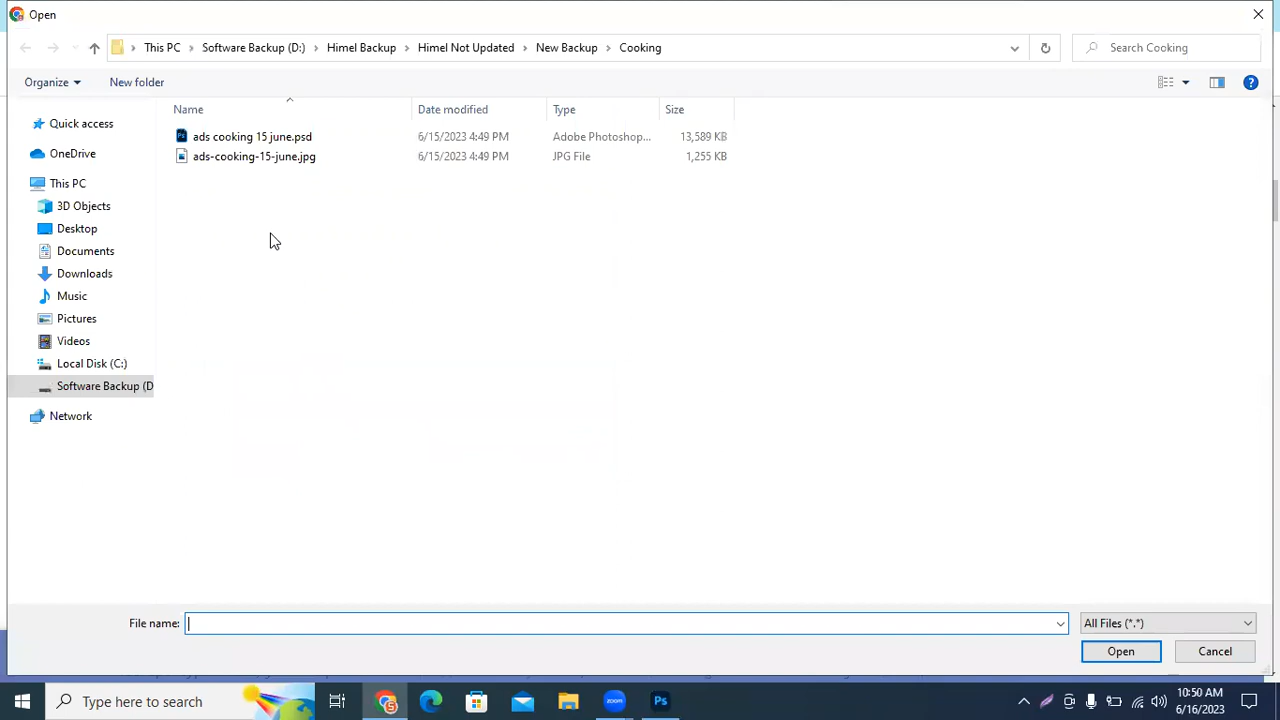 Open
This PC
Software Backup (D:)
Himel Backup
Himel Not Updated
New Backup
Cooking
Search Cooking
Organize
New folder
Name
Date modified
Type
Size
ads cooking 15 june.psd
6/15/2023 4:49 PM
Adobe Photoshop...
13,589 KB
ads-cooking-15-june.jpg
6/15/2023 4:49 PM
JPG File
1,255 KB
Quick access
OneDrive
This PC
3D Objects
Desktop
Documents
Downloads
Music
Pictures
Videos
Local Disk (C:)
Software Backup (D
Network
File name:
All Files (*.*)
Open
Cancel
Type here to search
zoom
Ps
10:50 AM
6/16/2023